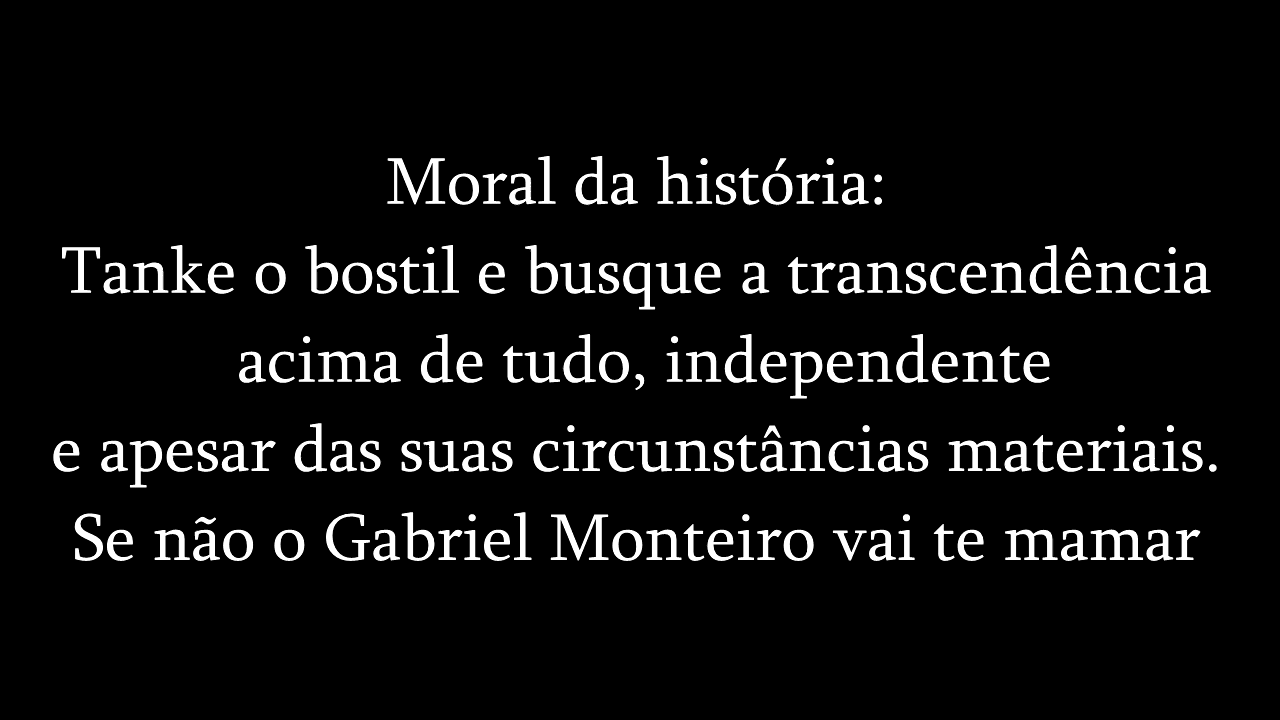 Moral da história:
Tanke o bostil e busque a transcendência
acima de tudo, independente
e apesar das suas circunstâncias materiais.
Se não o Gabriel Monteiro vai te mamar